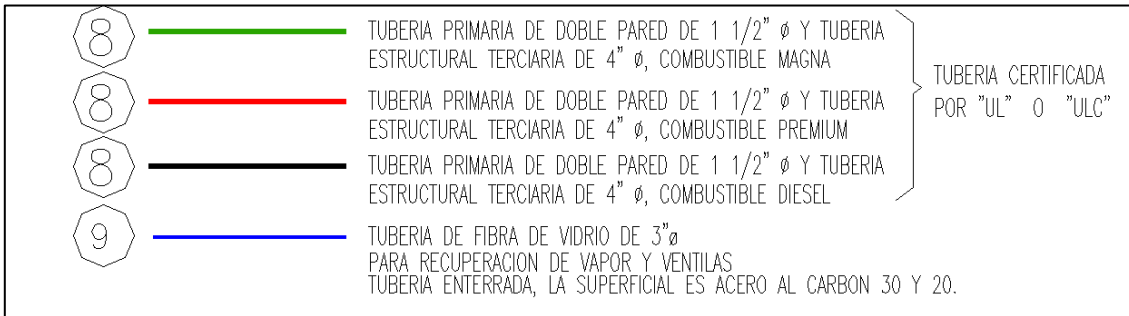 8
TUBERIA PRIMARIA DE DOBLE PARED DE 1 1/2" ø Y TUBERIA
ESTRUCTURAL TERCIARIA DE 4" ø, COMBUSTIBLE MAGNA
8
TUBERIA PRIMARIA DE DOBLE PARED DE 1 1/2" ø Y TUBERIA
ESTRUCTURAL TERCIARIA DE 4" ø, COMBUSTIBLE PREMIUM
8
TUBERIA PRIMARIA DE DOBLE PARED DE 1 1/2" ø Y TUBERIA
ESTRUCTURAL TERCIARIA DE 4" ø, COMBUSTIBLE DIESEL
TUBERIA CERTIFICADA
POR "UL" O "ULC"
9
TUBERIA DE FIBRA DE VIDRIO DE 3"ø
PARA RECUPERACION DE VAPOR Y VENTILAS
TUBERIA ENTERRADA, LA SUPERFICIAL ES ACERO AL CARBON 30 Y 20.